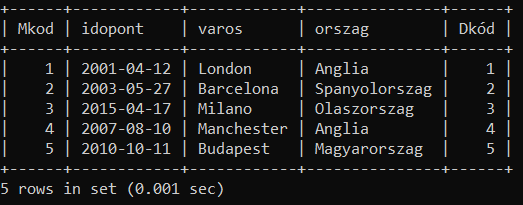 +------+------------+------------+---------------+------+
| Mkod | idopont    | varos      | orszag        | Dkód |
+------+------------+------------+---------------+------+
|    1 | 2001-04-12 | London     | Anglia        |    1 |
|    2 | 2003-05-27 | Barcelona  | Spanyolorszag |    2 |
|    3 | 2015-04-17 | Milano     | Olaszorszag   |    3 |
|    4 | 2007-08-10 | Manchester | Anglia        |    4 |
|    5 | 2010-10-11 | Budapest   | Magyarorszag  |    5 |
+------+------------+------------+---------------+------+
5 rows in set (0.001 sec)